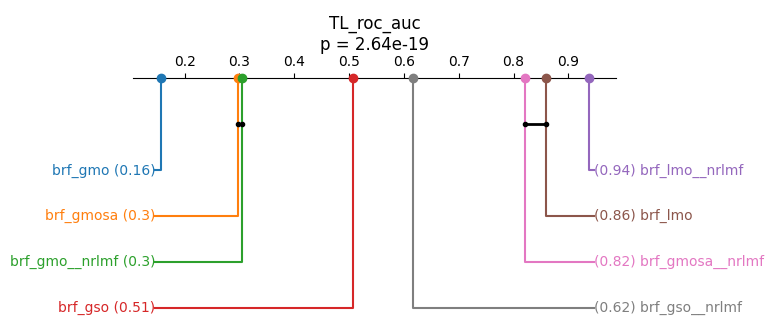 TL_roc_auc
p = 2.64e-19
0.2 0.3 0.4 0.5 0.6 0.7 0.8 0.9
brf_gmo (0.16) (0.94) brf_lmo__nrlmf
brf_gmosa (0.3) (0.86) brf_lmo
brf_gmo__nrlmf (0.3) (0.82) brf_gmosa__nrlmf
brf_gso (0.51) (0.62) brf_gso__nrlmf